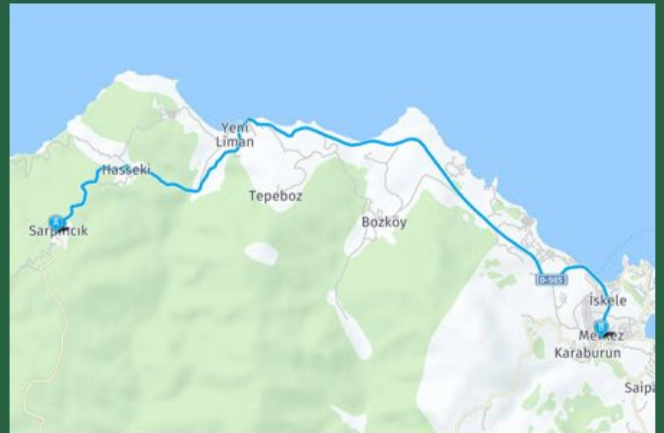 Yeni
Liman
Hasseki
Tepeboz
A
Sarpıncık
Bozköy
D-505
İskele
B
Merkez
Karaburun
Saipa